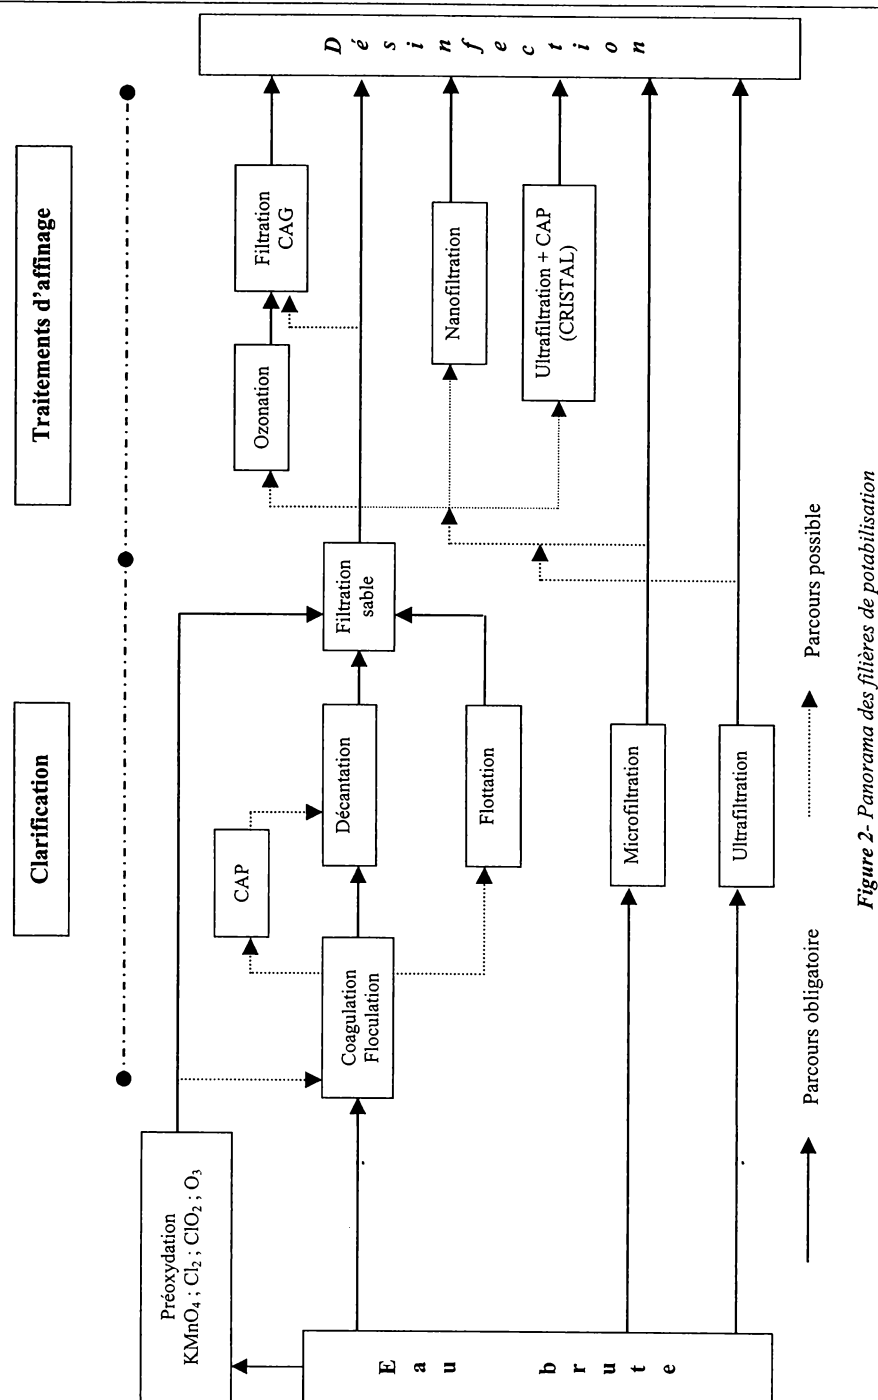 Clarification
Traitements d'affinage
Préoxydation
KMnO₄ ; Cl₂ ; ClO₂ ; O₃
Eau brute
Coagulation
Floculation
CAP
Décantation
Flottation
Filtration
sable
Ozonation
Filtration
CAG
Nanofiltration
Ultrafiltration + CAP
(CRISTAL)
Microfiltration
Ultrafiltration
Désinfection
Parcours obligatoire
Parcours possible
Figure 2- Panorama des filières de potabilisation